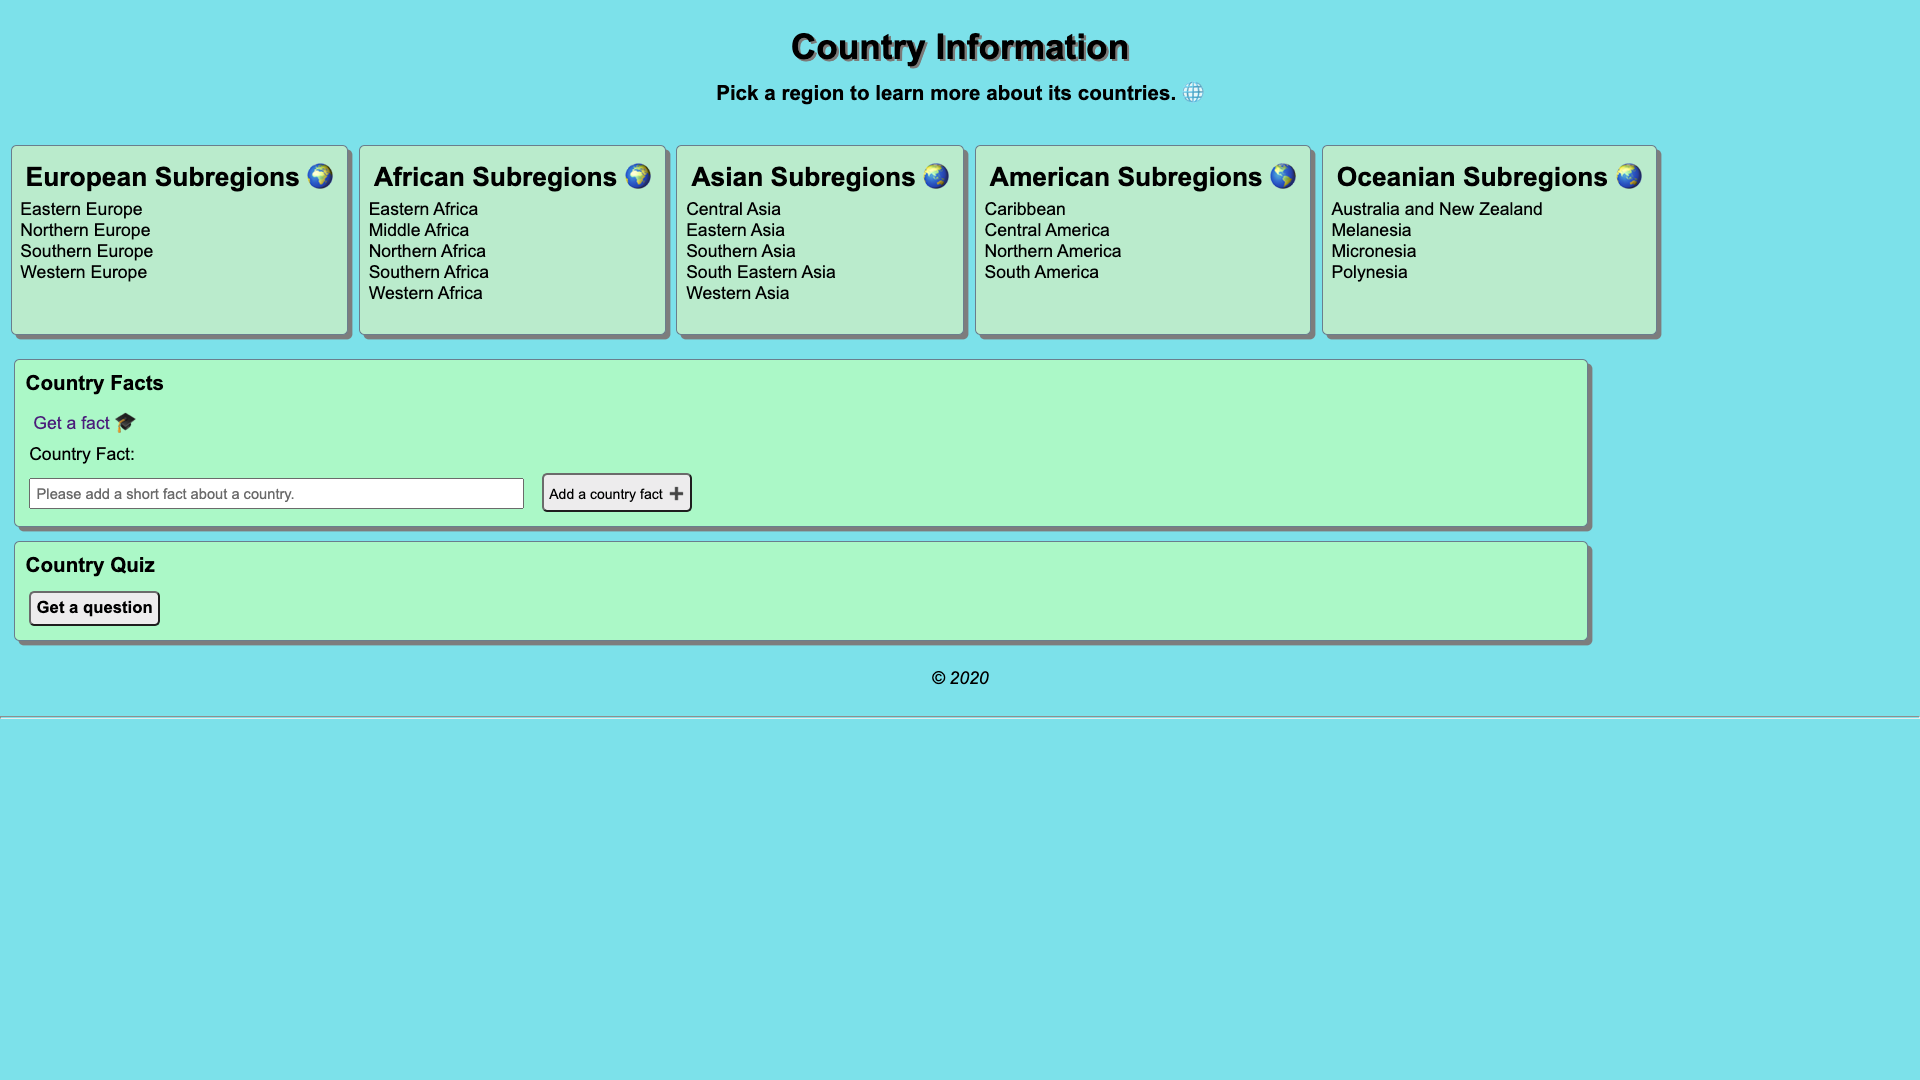 Country Information
Pick a region to learn more about its countries. 🌐
European Subregions 🌍
Eastern Europe
Northern Europe
Southern Europe
Western Europe
African Subregions 🌍
Eastern Africa
Middle Africa
Northern Africa
Southern Africa
Western Africa
Asian Subregions 🌏
Central Asia
Eastern Asia
Southern Asia
South Eastern Asia
Western Asia
American Subregions 🌎
Caribbean
Central America
Northern America
South America
Oceanian Subregions 🌏
Australia and New Zealand
Melanesia
Micronesia
Polynesia
Country Facts
Get a fact 🎓
Country Fact:
Please add a short fact about a country.
Add a country fact ➕
Country Quiz
Get a question
© 2020